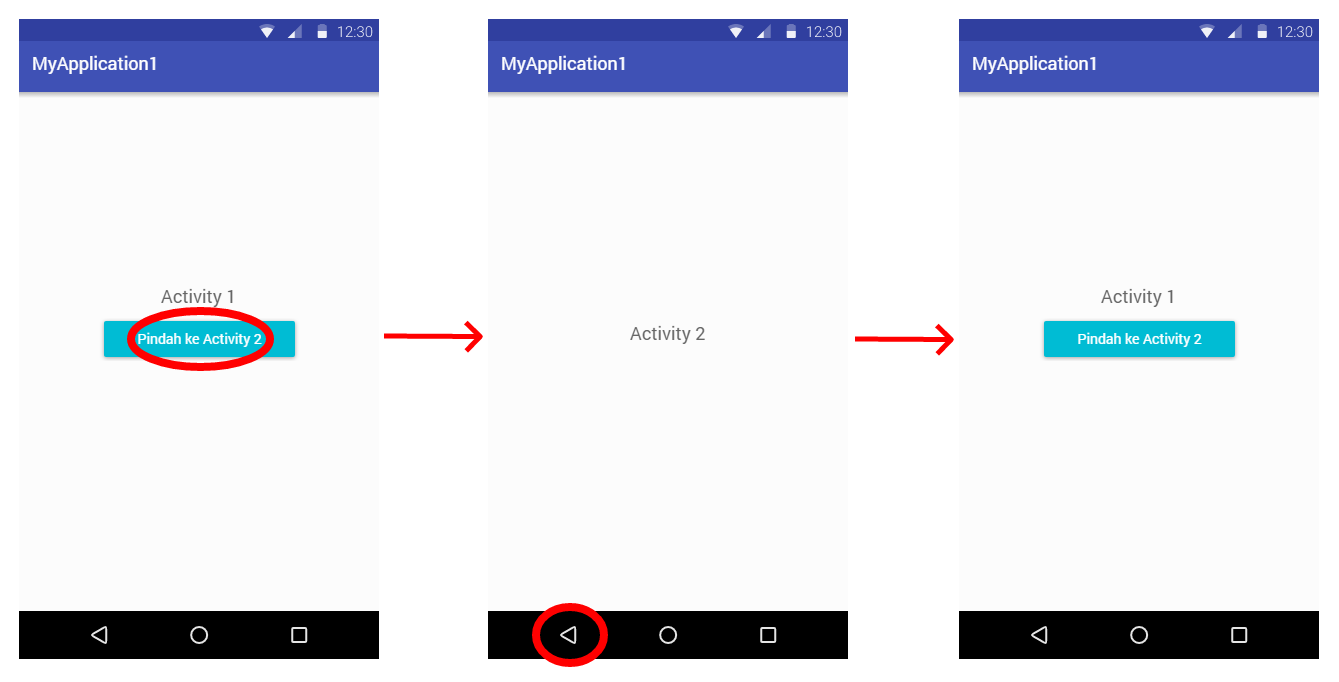 12:30
MyApplication1
Activity 1
Pindah ke Activity 2
12:30
MyApplication1
Activity 2
12:30
MyApplication1
Activity 1
Pindah ke Activity 2